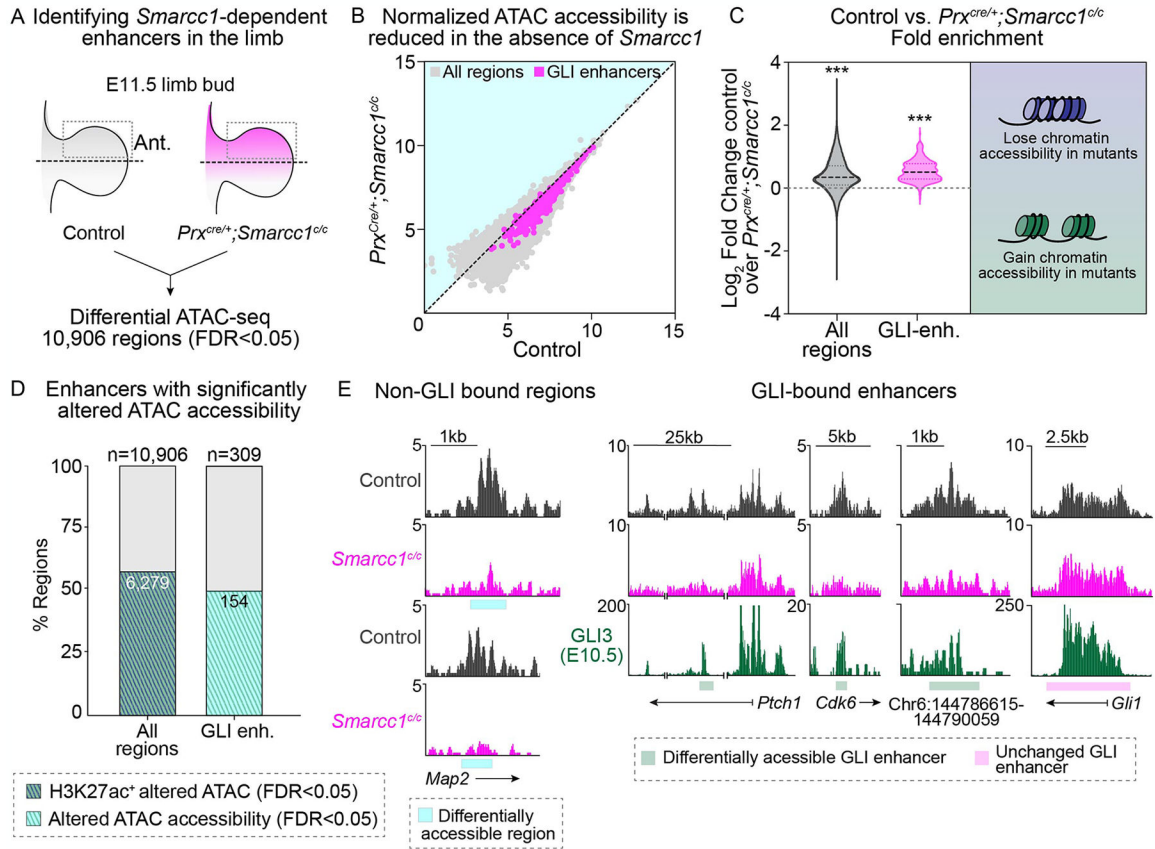 A Identifying Smarcc1-dependent
enhancers in the limb
E11.5 limb bud
Ant.
Control
Prxcre/+;Smarcc1c/c
Differential ATAC-seq
10,906 regions (FDR<0.05)
B Normalized ATAC accessibility is
reduced in the absence of Smarcc1
All regions
GLI enhancers
PrxCre/+;Smarcc1c/c
15
10
5
0
5
10
15
Control
C Control vs. Prxcre/+;Smarcc1c/c
Fold enrichment
Log2 Fold Change control
over Prxcre/+;Smarcc1c/c
4
2
0
-2
-4
***
***
All
regions
GLI-enh.
Lose chromatin
accessibility in mutants
Gain chromatin
accessibility in mutants
D Enhancers with significantly
altered ATAC accessibility
n=10,906
n=309
% Regions
100
75
50
25
0
6,279
154
All
regions
GLI enh.
H3K27ac+ altered ATAC (FDR<0.05)
Altered ATAC accessibility (FDR<0.05)
E Non-GLI bound regions
GLI-bound enhancers
1kb
25kb
5kb
1kb
2.5kb
Control
5
10
5
10
Smarcc1c/c
5
10
5
10
Control
5
GLI3
(E10.5)
200
20
250
Smarcc1c/c
5
Map2
Ptch1
Cdk6
Chr6:144786615-
144790059
Gli1
Differentially
accessible region
Differentially acessible GLI
enhancer
Unchanged GLI
enhancer